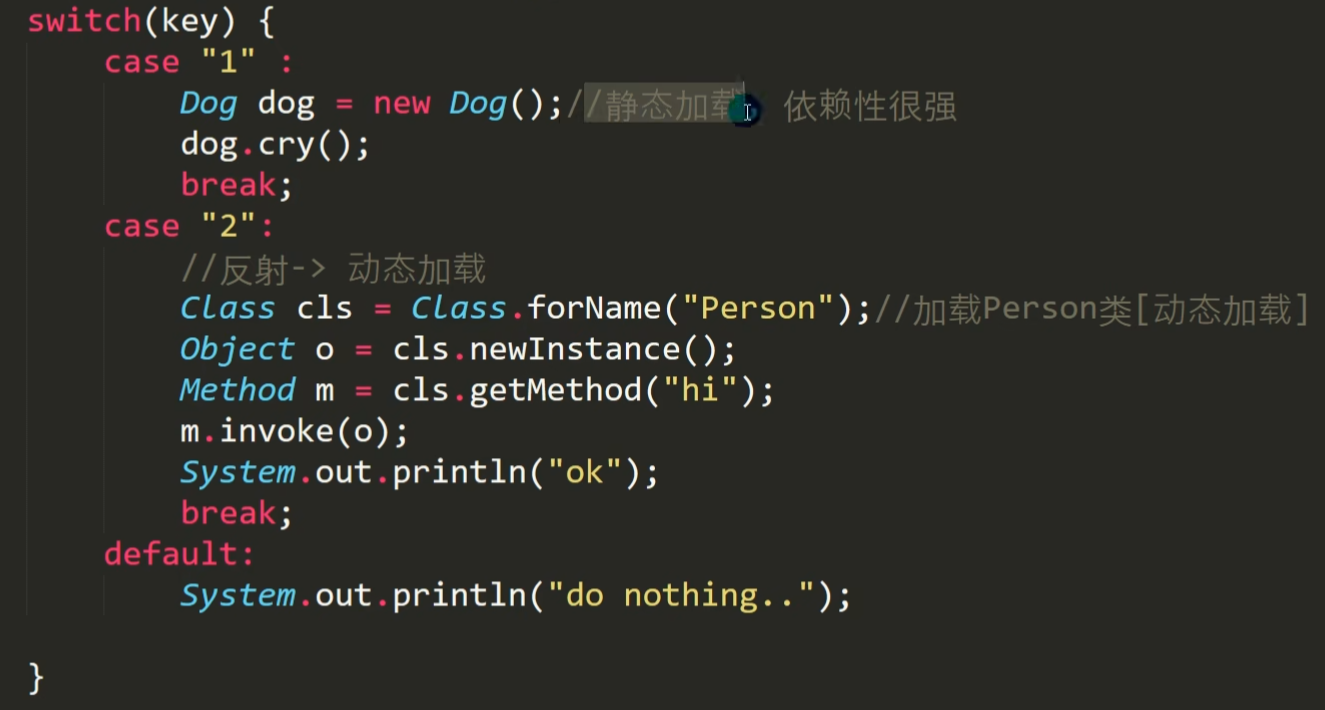 switch(key) {
case "1" :
Dog dog = new Dog();//静态加载 依赖性很强
dog.cry();
break;
case "2":
//反射-> 动态加载
Class cls = Class.forName("Person");//加载Person类[动态加载]
Object o = cls.newInstance();
Method m = cls.getMethod("hi");
m.invoke(o);
System.out.println("ok");
break;
default:
System.out.println("do nothing..");
}